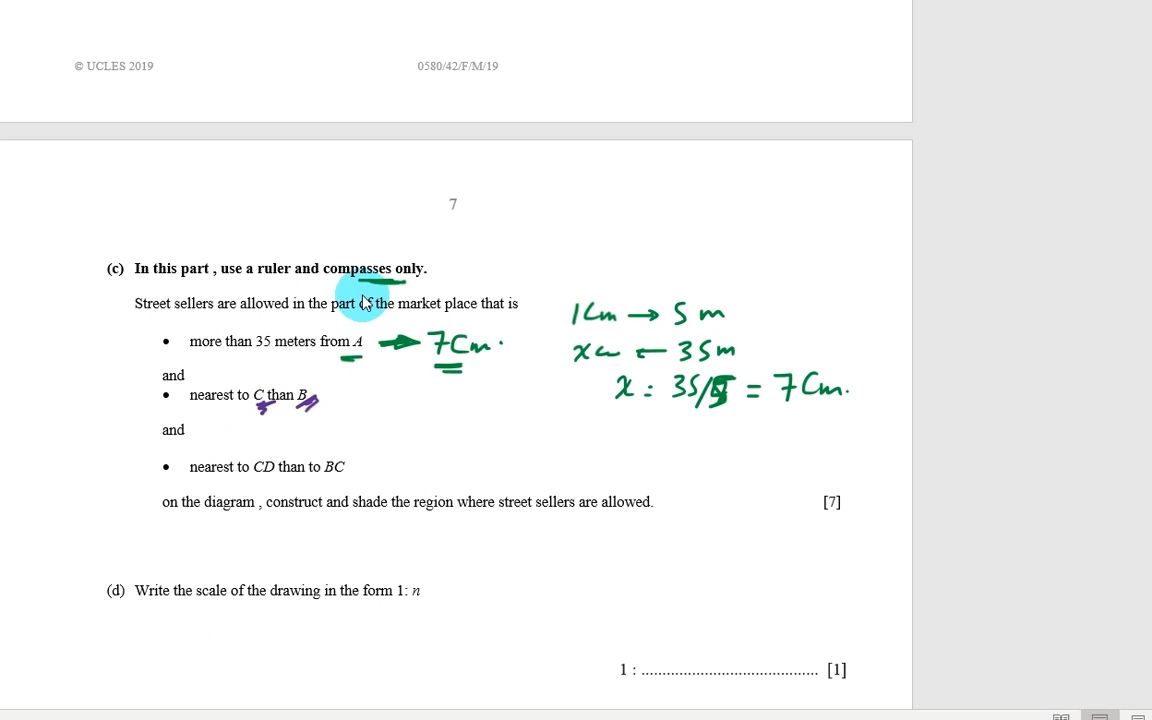 © UCLES 2019 0580/42/F/M/19
7
(c) In this part , use a ruler and compasses only.
Street sellers are allowed in the part of the market place that is
• more than 35 meters from A → 7Cm.
and
• nearest to C than B
and
• nearest to CD than to BC
on the diagram , construct and shade the region where street sellers are allowed. [7]
1Cm → 5m
x ← 35m
x = 35/5 = 7Cm.
(d) Write the scale of the drawing in the form 1: n
1 : .......................................... [1]